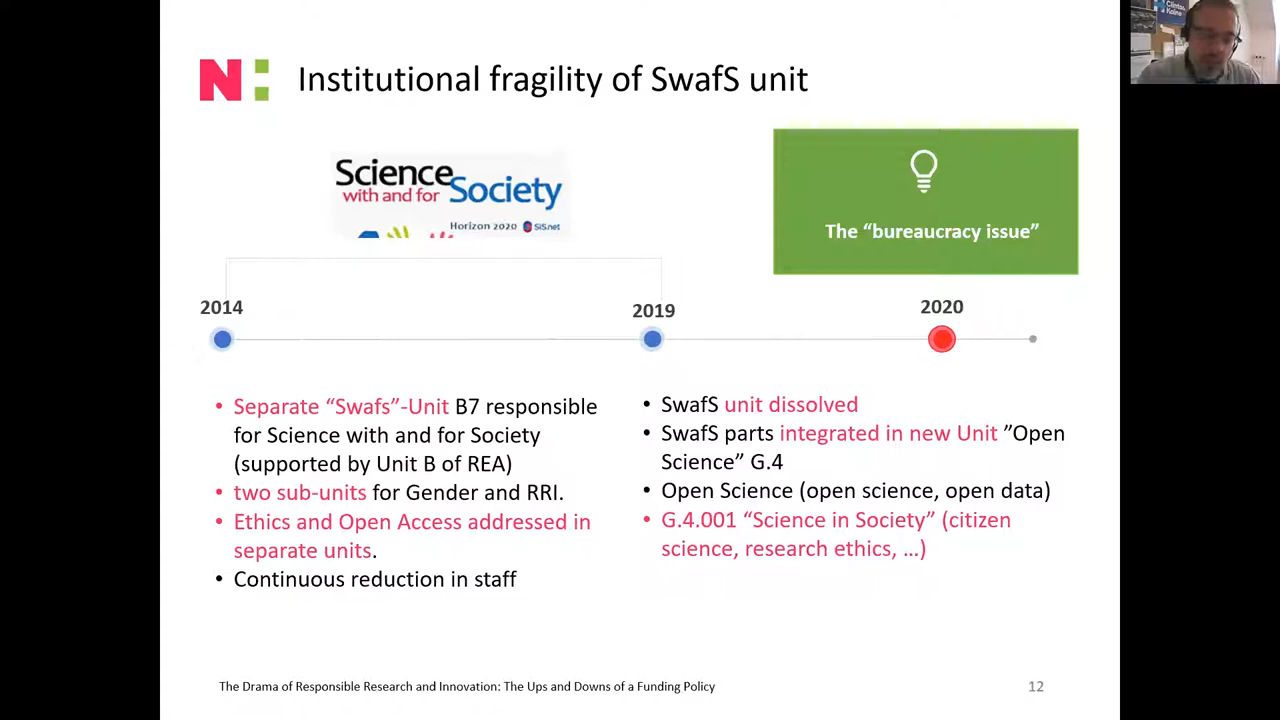 N:
Institutional fragility of SwafS unit
Science
with and for Society
Horizon 2020 SiS.net
The “bureaucracy issue”
2014
2019
2020
• Separate “Swafs”-Unit B7 responsible
for Science with and for Society
(supported by Unit B of REA)
• two sub-units for Gender and RRI.
• Ethics and Open Access addressed in
separate units.
• Continuous reduction in staff
• SwafS unit dissolved
• SwafS parts integrated in new Unit ”Open
Science” G.4
• Open Science (open science, open data)
• G.4.001 “Science in Society” (citizen
science, research ethics, …)
The Drama of Responsible Research and Innovation: The Ups and Downs of a Funding Policy
12
Clinton
Kaine